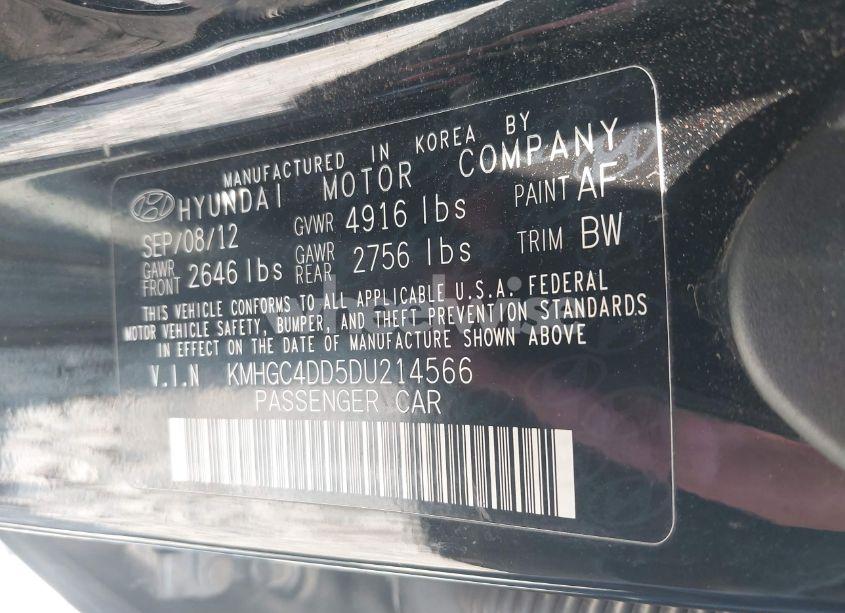 MANUFACTURED IN KOREA BY
HYUNDAI MOTOR COMPANY
SEP/08/12 GVWR 4916 lbs PAINT AF
GAWR FRONT 2646 lbs GAWR REAR 2756 lbs TRIM BW
THIS VEHICLE CONFORMS TO ALL APPLICABLE U.S.A. FEDERAL
MOTOR VEHICLE SAFETY, BUMPER, AND THEFT PREVENTION STANDARDS
IN EFFECT ON THE DATE OF MANUFACTURE SHOWN ABOVE
V.I.N KMHGC4DD5DU214566
PASSENGER CAR